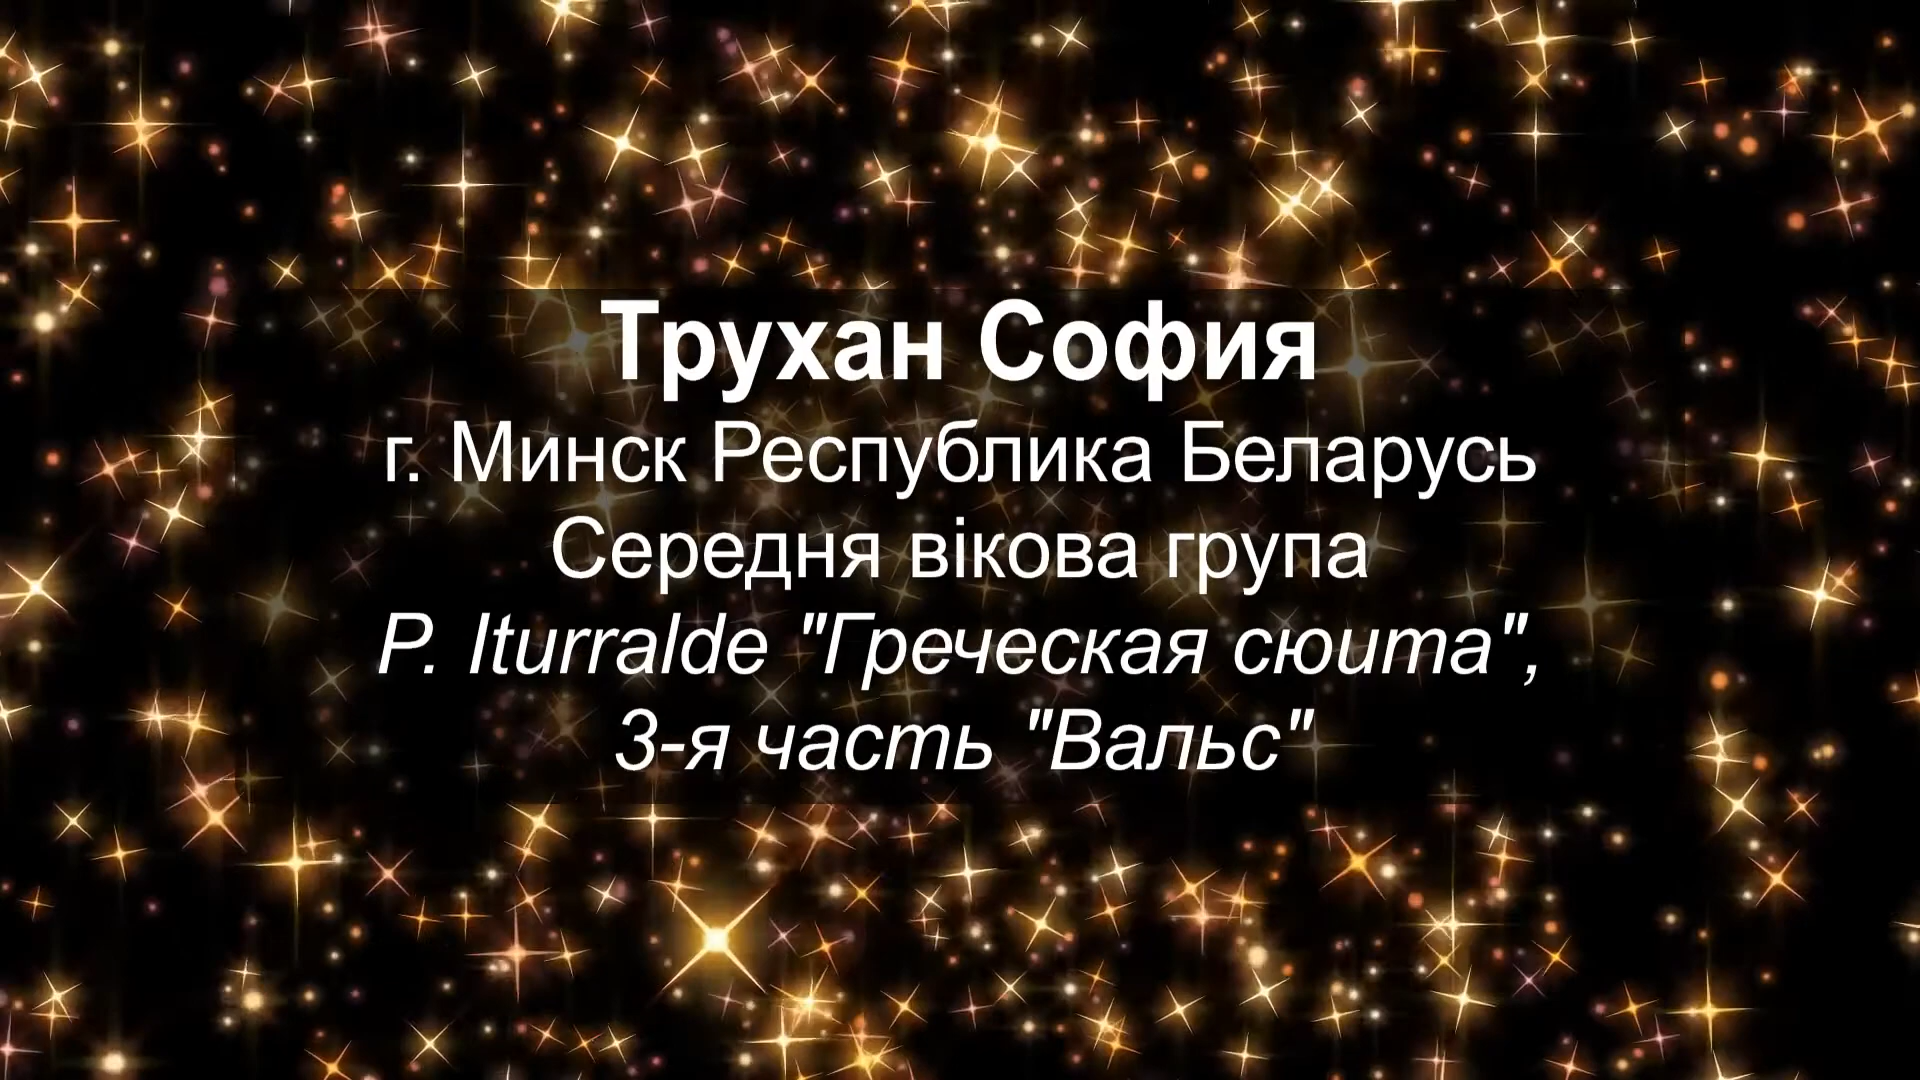 Трухан София
г. Минск Республика Беларусь
Середня вікова група
P. Iturralde "Греческая сюита",
3-я часть "Вальс"